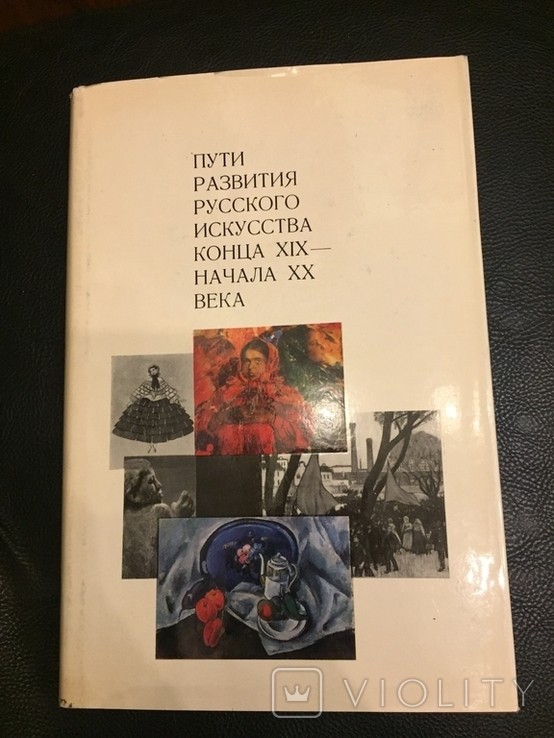 ПУТИ
РАЗВИТИЯ
РУССКОГО
ИСКУССТВА
КОНЦА XIX—
НАЧАЛА XX
ВЕКА
VIOLITY